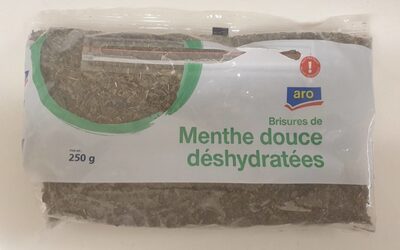 aro
Brisures de
Menthe douce
déshydratées
250 g